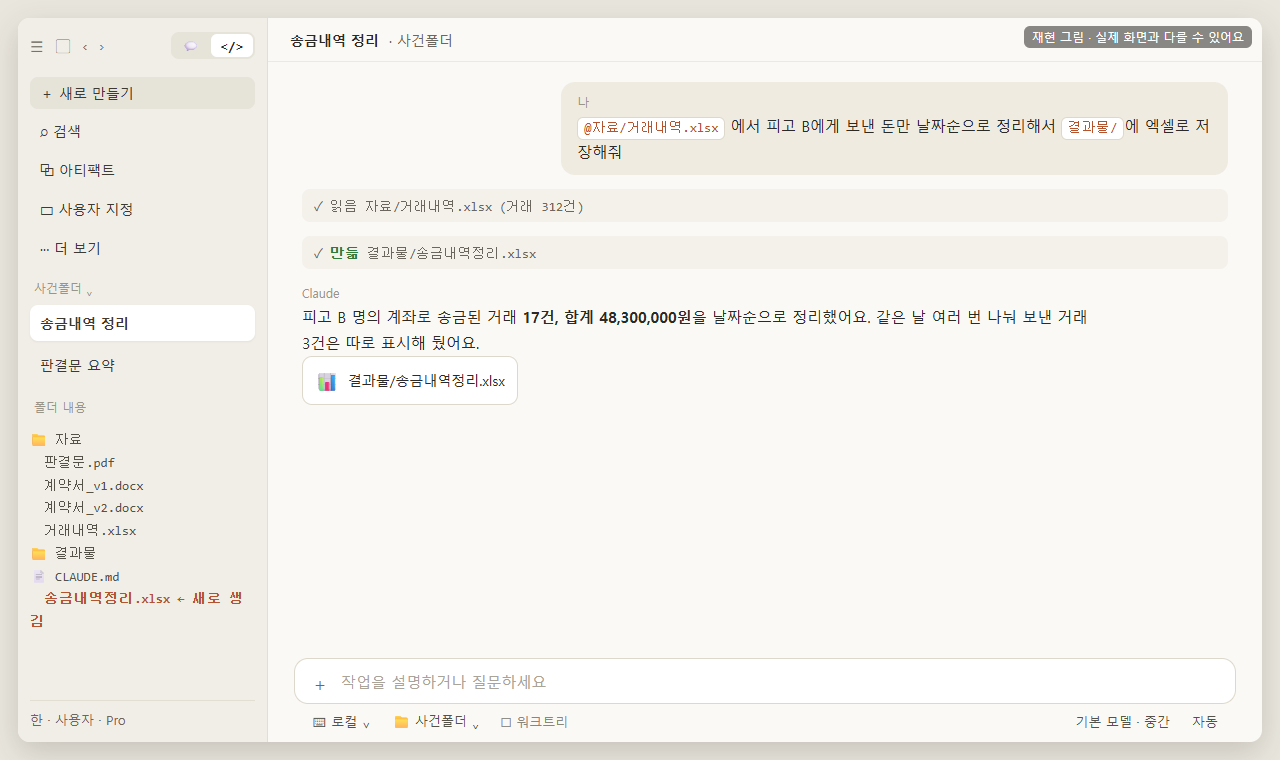 </>
+ 새로 만들기
검색
아티팩트
사용자 지정
··· 더 보기
사건폴더
송금내역 정리
판결문 요약
폴더 내용
자료
판결문.pdf
계약서_v1.docx
계약서_v2.docx
거래내역.xlsx
결과물
CLAUDE.md
송금내역정리.xlsx ← 새로 생
김
한 · 사용자 · Pro
송금내역 정리 · 사건폴더
재현 그림 · 실제 화면과 다를 수 있어요
나
@자료/거래내역.xlsx 에서 피고 B에게 보낸 돈만 날짜순으로 정리해서 결과물/에 엑셀로 저
장해줘
✓ 읽음 자료/거래내역.xlsx (거래 312건)
✓ 만듦 결과물/송금내역정리.xlsx
Claude
피고 B 명의 계좌로 송금된 거래 17건, 합계 48,300,000원을 날짜순으로 정리했어요. 같은 날 여러 번 나눠 보낸 거래
3건은 따로 표시해 뒀어요.
결과물/송금내역정리.xlsx
+ 작업을 설명하거나 질문하세요
로컬 사건폴더 워크트리
기본 모델 · 중간 자동